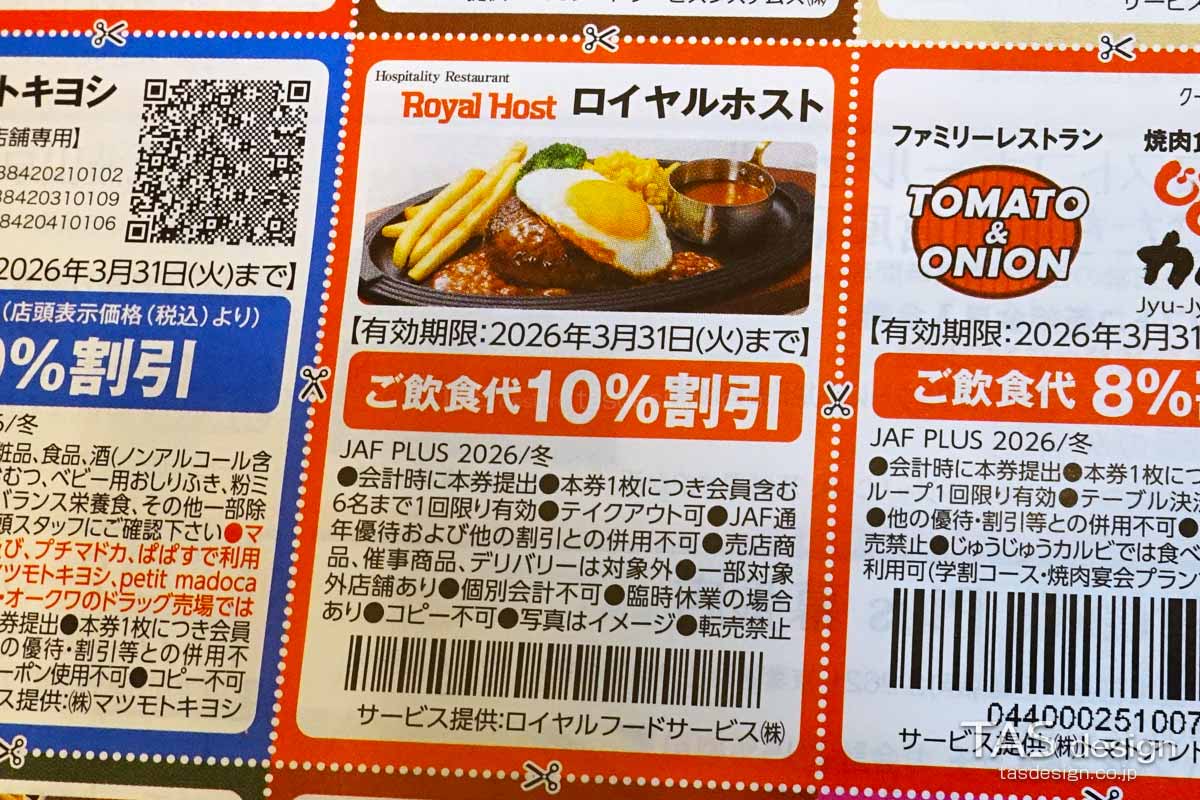 トキヨシ
店舗専用】
38420210102
38420310109
8420410106
2026年3月31日(火)まで】
(店頭表示価格(税込)より)
0%割引
6/冬
粧品、食品、酒(ノンアルコール含
むつ、ベビー用おしりふき、粉ミ
バランス栄養食、その他一部除
頭スタッフにご確認下さい●マ
び、プチマドカ、ぱぱすで利用
ツモトキヨシ、petit madoca
・オークワのドラッグ売場では
券提出●本券1枚につき会員
の優待・割引等との併用不
ーポン使用不可●コピー不可
ス提供:㈱マツモトキヨシ
Hospitality Restaurant
Royal Host ロイヤルホスト
【有効期限:2026年3月31日(火)まで】
ご飲食代10%割引
JAF PLUS 2026/冬
●会計時に本券提出●本券1枚につき会員含む
6名まで1回限り有効●テイクアウト可●JAF通
年優待および他の割引との併用不可●売店商
品、催事商品、デリバリーは対象外●一部対象
外店舗あり●個別会計不可●臨時休業の場合
あり●コピー不可●写真はイメージ●転売禁止
サービス提供:ロイヤルフードサービス㈱
ファミリーレストラン
焼肉
TOMATO
&
ONION
Jyu-Jy
【有効期限:2026年3月31
ご飲食代 8%
JAF PLUS 2026/冬
●会計時に本券提出●本券1枚につ
ループ1回限り有効●テーブル決
●他の優待・割引等との併用不可●
売禁止●じゅうじゅうカルビでは食べ
利用可(学割コース・焼肉宴会プラン
044000251007
サービス提供:㈱トマトアンド
TAS design
tasdesign.co.jp